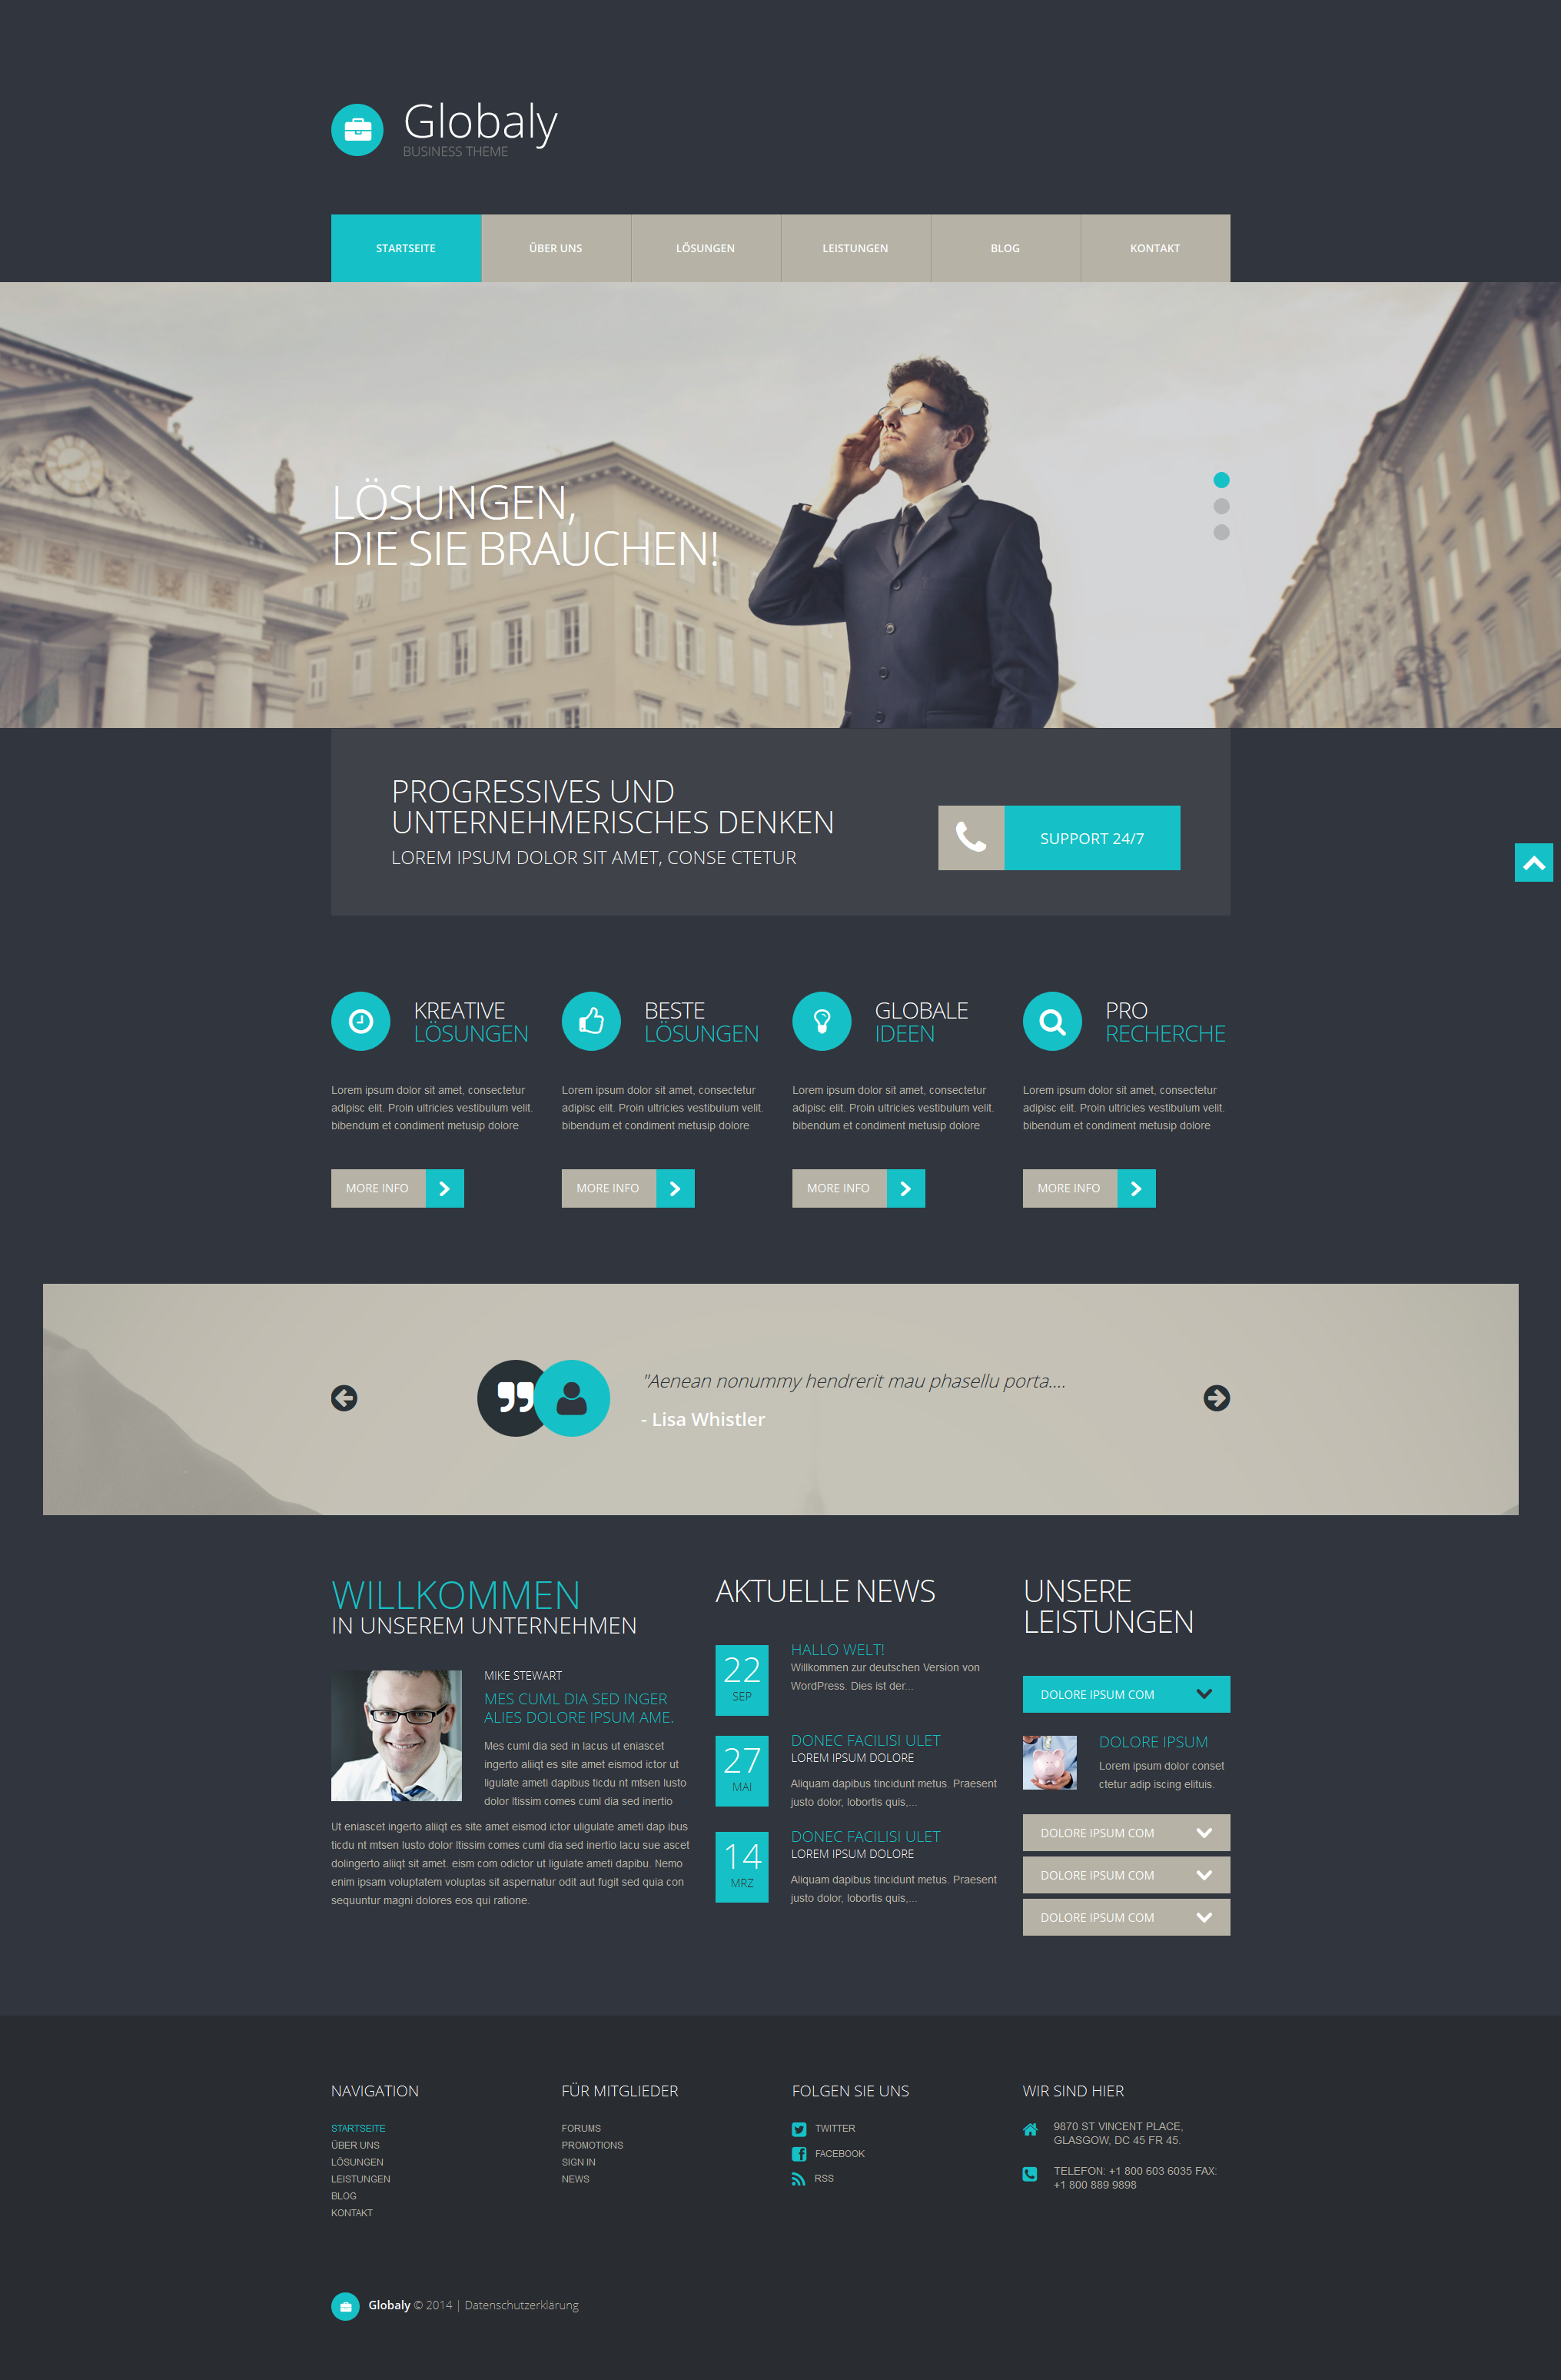 Globaly
BUSINESS THEME
STARTSEITE
ÜBER UNS
LÖSUNGEN
LEISTUNGEN
BLOG
KONTAKT
LÖSUNGEN,
DIE SIE BRAUCHEN!
PROGRESSIVES UND
UNTERNEHMERISCHES DENKEN
LOREM IPSUM DOLOR SIT AMET, CONSE CTETUR
SUPPORT 24/7
KREATIVE
LÖSUNGEN
Lorem ipsum dolor sit amet, consectetur
adipisc elit. Proin ultricies vestibulum velit.
bibendum et condiment metusip dolore
MORE INFO
BESTE
LÖSUNGEN
Lorem ipsum dolor sit amet, consectetur
adipisc elit. Proin ultricies vestibulum velit.
bibendum et condiment metusip dolore
MORE INFO
GLOBALE
IDEEN
Lorem ipsum dolor sit amet, consectetur
adipisc elit. Proin ultricies vestibulum velit.
bibendum et condiment metusip dolore
MORE INFO
PRO
RECHERCHE
Lorem ipsum dolor sit amet, consectetur
adipisc elit. Proin ultricies vestibulum velit.
bibendum et condiment metusip dolore
MORE INFO
"Aenean nonummy hendrerit mau phasellu porta....
- Lisa Whistler
WILLKOMMEN
IN UNSEREM UNTERNEHMEN
MIKE STEWART
MES CUML DIA SED INGER
ALIES DOLORE IPSUM AME.
Mes cuml dia sed in lacus ut eniascet
ingerto aliiqt es site amet eismod ictor ut
ligulate ameti dapibus ticdu nt mtsen lusto
dolor ltissim comes cuml dia sed inertio
Ut eniascet ingerto aliiqt es site amet eismod ictor uligulate ameti dap ibus
ticdu nt mtsen lusto dolor ltissim comes cuml dia sed inertio lacu sue ascet
dolingerto aliiqt sit amet. eism com odictor ut ligulate ameti dapibu. Nemo
enim ipsam voluptatem voluptas sit aspernatur odit aut fugit sed quia con
sequuntur magni dolores eos qui ratione.
AKTUELLE NEWS
22
SEP
HALLO WELT!
Willkommen zur deutschen Version von
WordPress. Dies ist der...
27
MAI
DONEC FACILISI ULET
LOREM IPSUM DOLORE
Aliquam dapibus tincidunt metus. Praesent
justo dolor, lobortis quis,...
14
MRZ
DONEC FACILISI ULET
LOREM IPSUM DOLORE
Aliquam dapibus tincidunt metus. Praesent
justo dolor, lobortis quis,...
UNSERE
LEISTUNGEN
DOLORE IPSUM COM
DOLORE IPSUM
Lorem ipsum dolor conset
ctetur adip iscing elituis.
DOLORE IPSUM COM
DOLORE IPSUM COM
DOLORE IPSUM COM
NAVIGATION
STARTSEITE
ÜBER UNS
LÖSUNGEN
LEISTUNGEN
BLOG
KONTAKT
FÜR MITGLIEDER
FORUMS
PROMOTIONS
SIGN IN
NEWS
FOLGEN SIE UNS
TWITTER
FACEBOOK
RSS
WIR SIND HIER
9870 ST VINCENT PLACE,
GLASGOW, DC 45 FR 45.
TELEFON: +1 800 603 6035 FAX:
+1 800 889 9898
Globaly © 2014 | Datenschutzerklärung